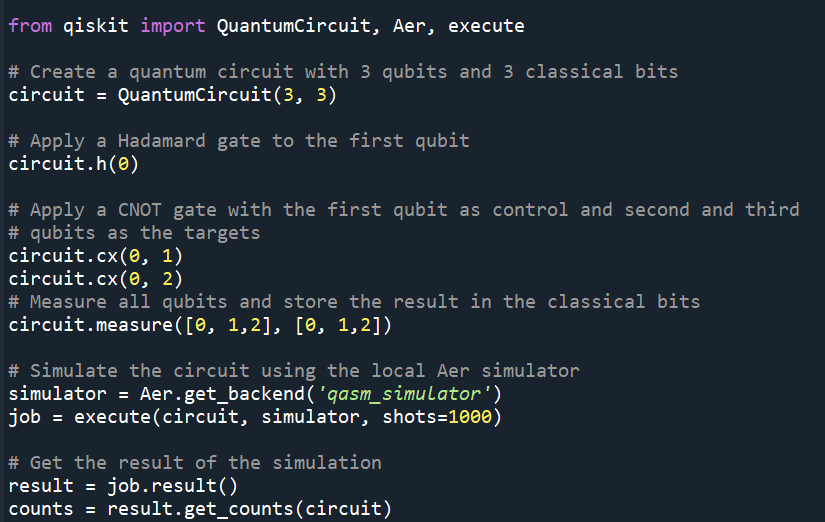 from qiskit import QuantumCircuit, Aer, execute
# Create a quantum circuit with 3 qubits and 3 classical bits
circuit = QuantumCircuit(3, 3)
# Apply a Hadamard gate to the first qubit
circuit.h(0)
# Apply a CNOT gate with the first qubit as control and second and third
# qubits as the targets
circuit.cx(0, 1)
circuit.cx(0, 2)
# Measure all qubits and store the result in the classical bits
circuit.measure([0, 1,2], [0, 1,2])
# Simulate the circuit using the local Aer simulator
simulator = Aer.get_backend('qasm_simulator')
job = execute(circuit, simulator, shots=1000)
# Get the result of the simulation
result = job.result()
counts = result.get_counts(circuit)